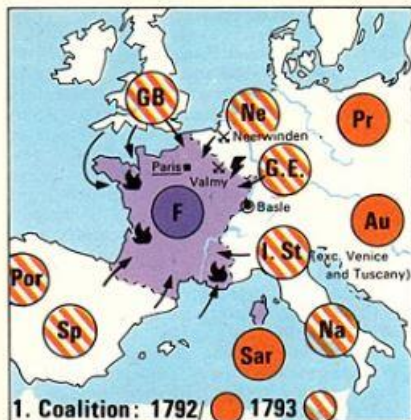 GB
Ne
Pr
Neerwinden
Paris
Valmy
G.E.
F
Basle
Au
I. St
(exc. Venice
and Tuscany)
Por
Sp
Na
Sar
1. Coalition: 1792/ 1793